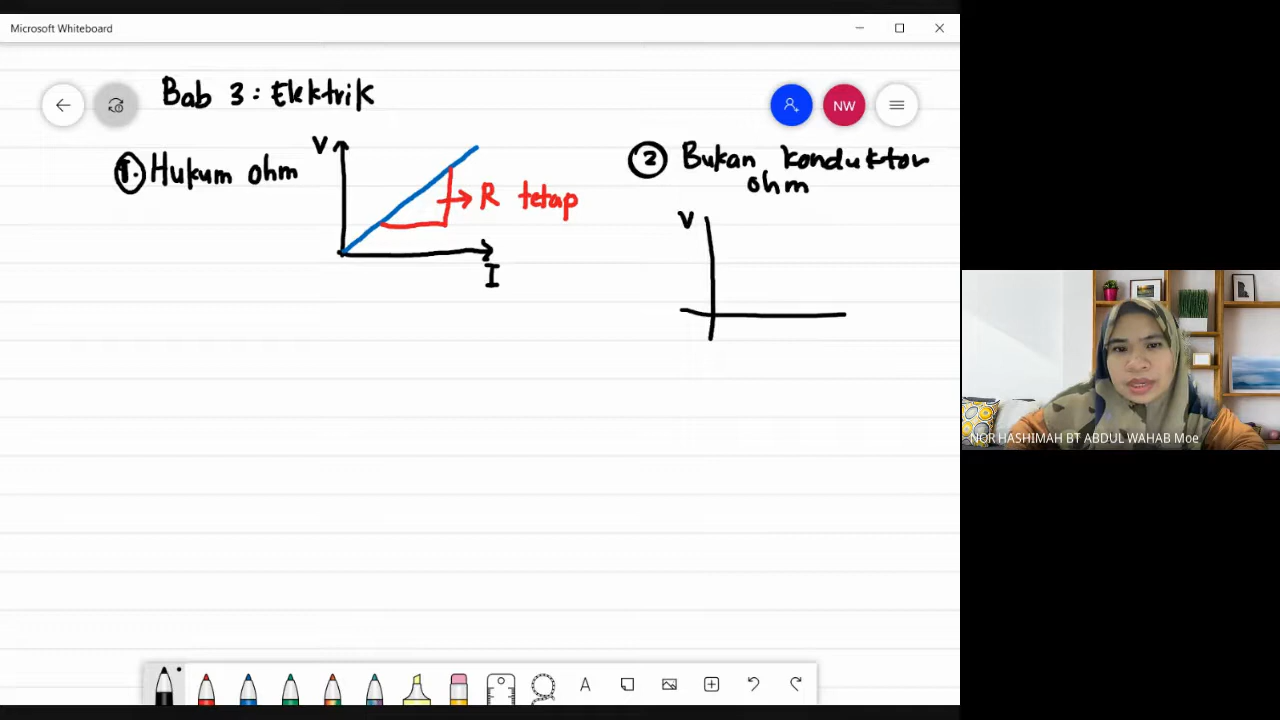 Microsoft Whiteboard
Bab 3 : Elektrik
NW
1. Hukum ohm
V
R tetap
I
2 Bukan konduktor
ohm
V
NOR HASHIMAH BT ABDUL WAHAB Moe
A